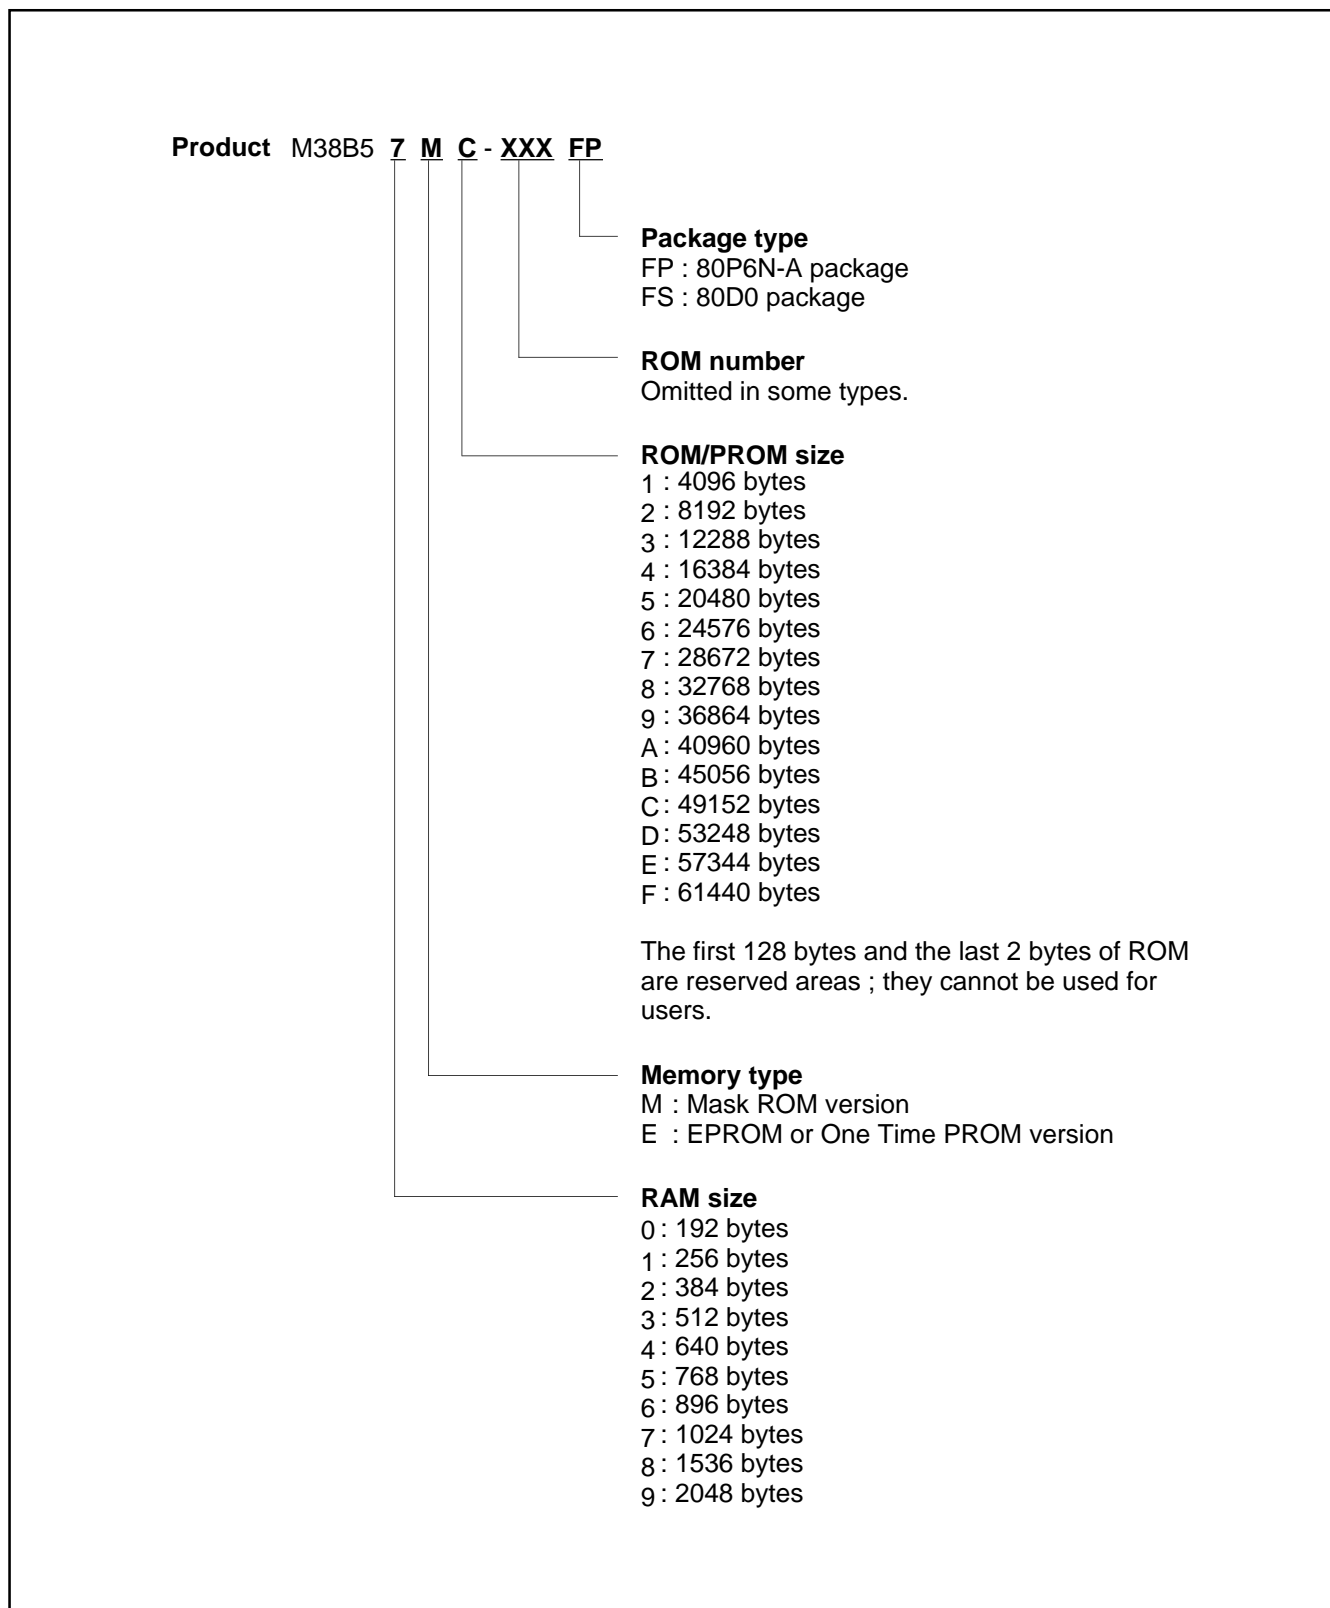 Product M38B5 7 M C - XXX FP
Package type
FP : 80P6N-A package
FS : 80D0 package
ROM number
Omitted in some types.
ROM/PROM size
1 : 4096 bytes
2 : 8192 bytes
3 : 12288 bytes
4 : 16384 bytes
5 : 20480 bytes
6 : 24576 bytes
7 : 28672 bytes
8 : 32768 bytes
9 : 36864 bytes
A : 40960 bytes
B : 45056 bytes
C : 49152 bytes
D : 53248 bytes
E : 57344 bytes
F : 61440 bytes
The first 128 bytes and the last 2 bytes of ROM
are reserved areas ; they cannot be used for
users.
Memory type
M : Mask ROM version
E : EPROM or One Time PROM version
RAM size
0 : 192 bytes
1 : 256 bytes
2 : 384 bytes
3 : 512 bytes
4 : 640 bytes
5 : 768 bytes
6 : 896 bytes
7 : 1024 bytes
8 : 1536 bytes
9 : 2048 bytes